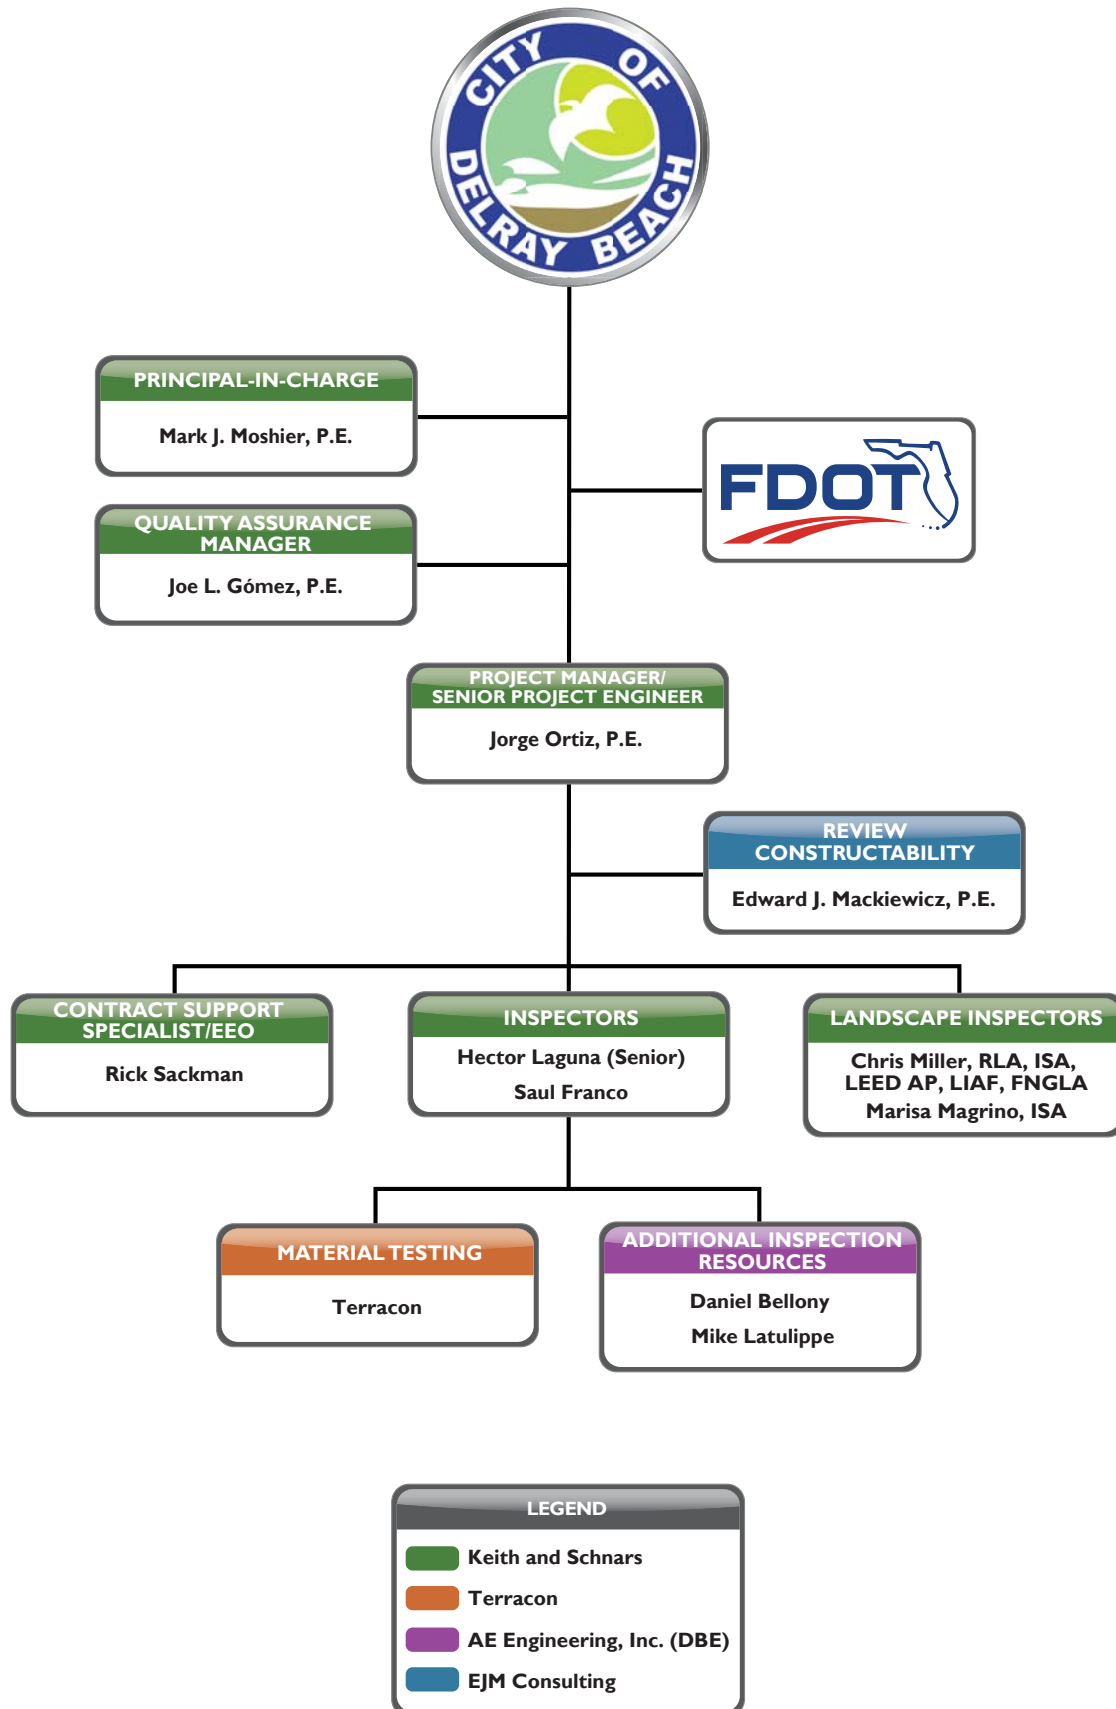 CITY OF
DELRAY BEACH
PRINCIPAL-IN-CHARGE
Mark J. Moshier, P.E.
FDOT
QUALITY ASSURANCE
MANAGER
Joe L. Gómez, P.E.
PROJECT MANAGER/
SENIOR PROJECT ENGINEER
Jorge Ortiz, P.E.
REVIEW
CONSTRUCTABILITY
Edward J. Mackiewicz, P.E.
CONTRACT SUPPORT
SPECIALIST/EEO
Rick Sackman
INSPECTORS
Hector Laguna (Senior)
Saul Franco
LANDSCAPE INSPECTORS
Chris Miller, RLA, ISA,
LEED AP, LIAF, FNGLA
Marisa Magrino, ISA
MATERIAL TESTING
Terracon
ADDITIONAL INSPECTION
RESOURCES
Daniel Bellony
Mike Latulippe
LEGEND
Keith and Schnars
Terracon
AE Engineering, Inc. (DBE)
EJM Consulting